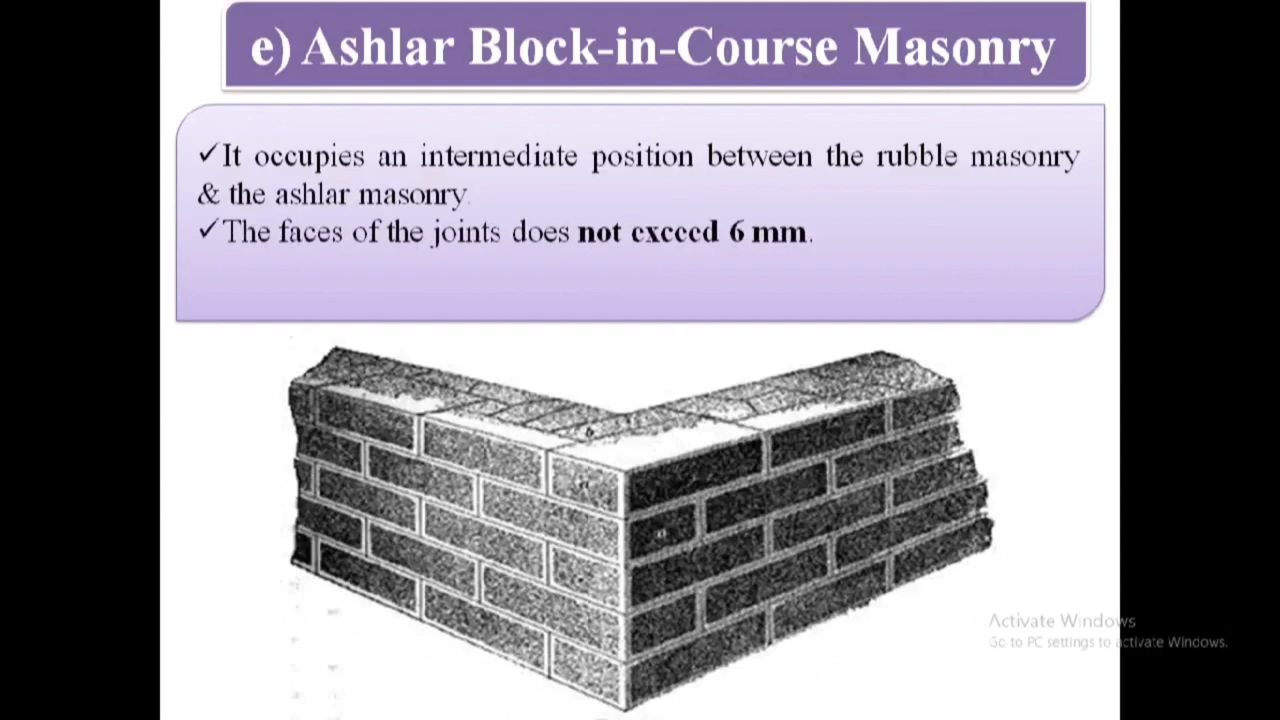 e) Ashlar Block-in-Course Masonry
✓It occupies an intermediate position between the rubble masonry
& the ashlar masonry.
✓The faces of the joints does not exceed 6 mm.
Activate Windows
Go to PC settings to activate Windows.